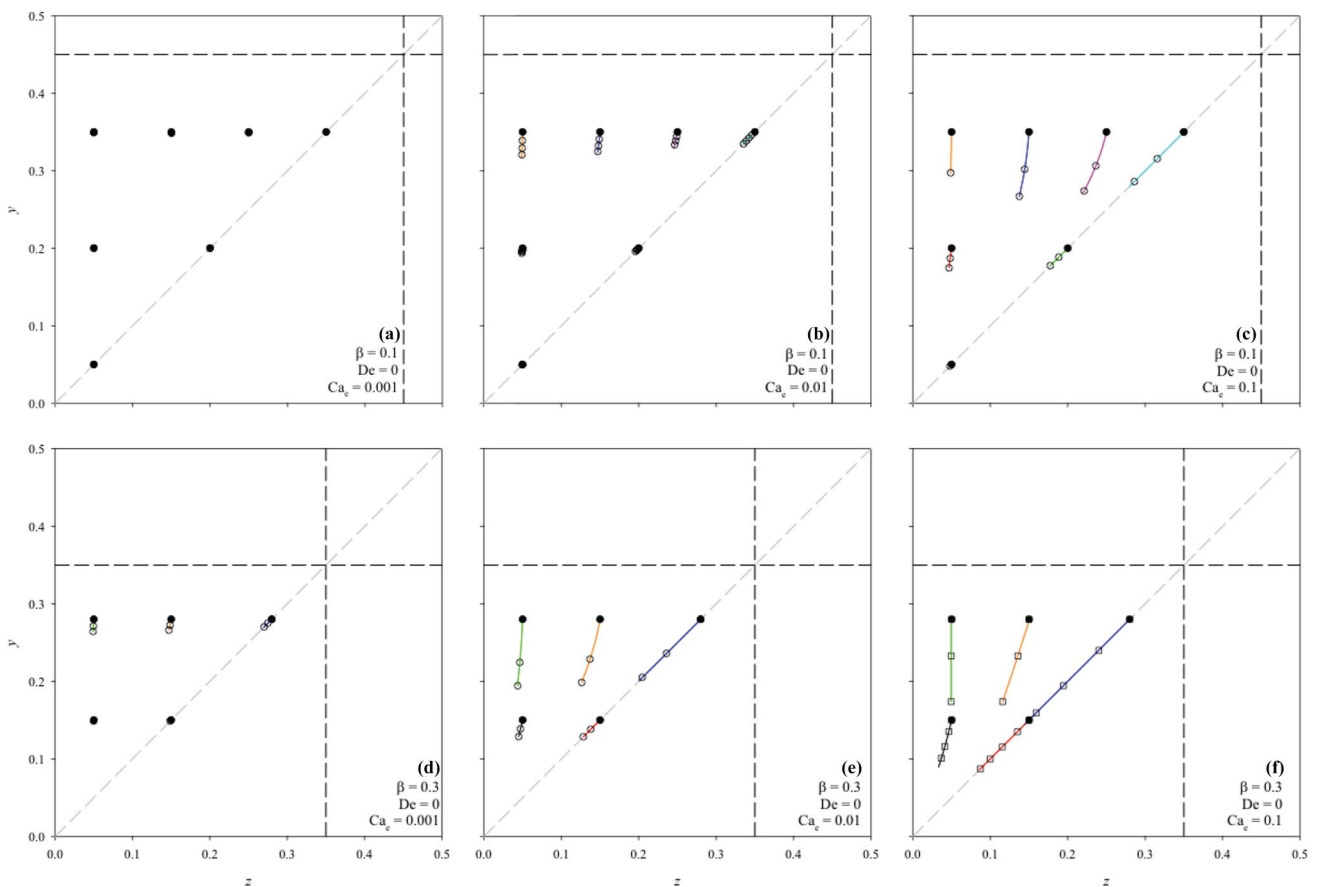 0.5
0.4
0.3
0.2
0.1
0.0
y
(a)
β = 0.1
De = 0
Ca_e = 0.001
(b)
β = 0.1
De = 0
Ca_e = 0.01
(c)
β = 0.1
De = 0
Ca_e = 0.1
0.5
0.4
0.3
0.2
0.1
0.0
y
(d)
β = 0.3
De = 0
Ca_e = 0.001
(e)
β = 0.3
De = 0
Ca_e = 0.01
(f)
β = 0.3
De = 0
Ca_e = 0.1
0.0 0.1 0.2 0.3 0.4 0.5
0.0 0.1 0.2 0.3 0.4 0.5
0.0 0.1 0.2 0.3 0.4 0.5
z
z
z